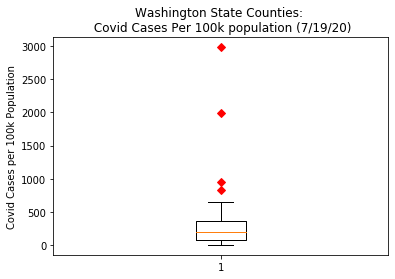 Washington State Counties:
Covid Cases Per 100k population (7/19/20)
3000
2500
2000
1500
1000
500
0
Covid Cases per 100k Population
1